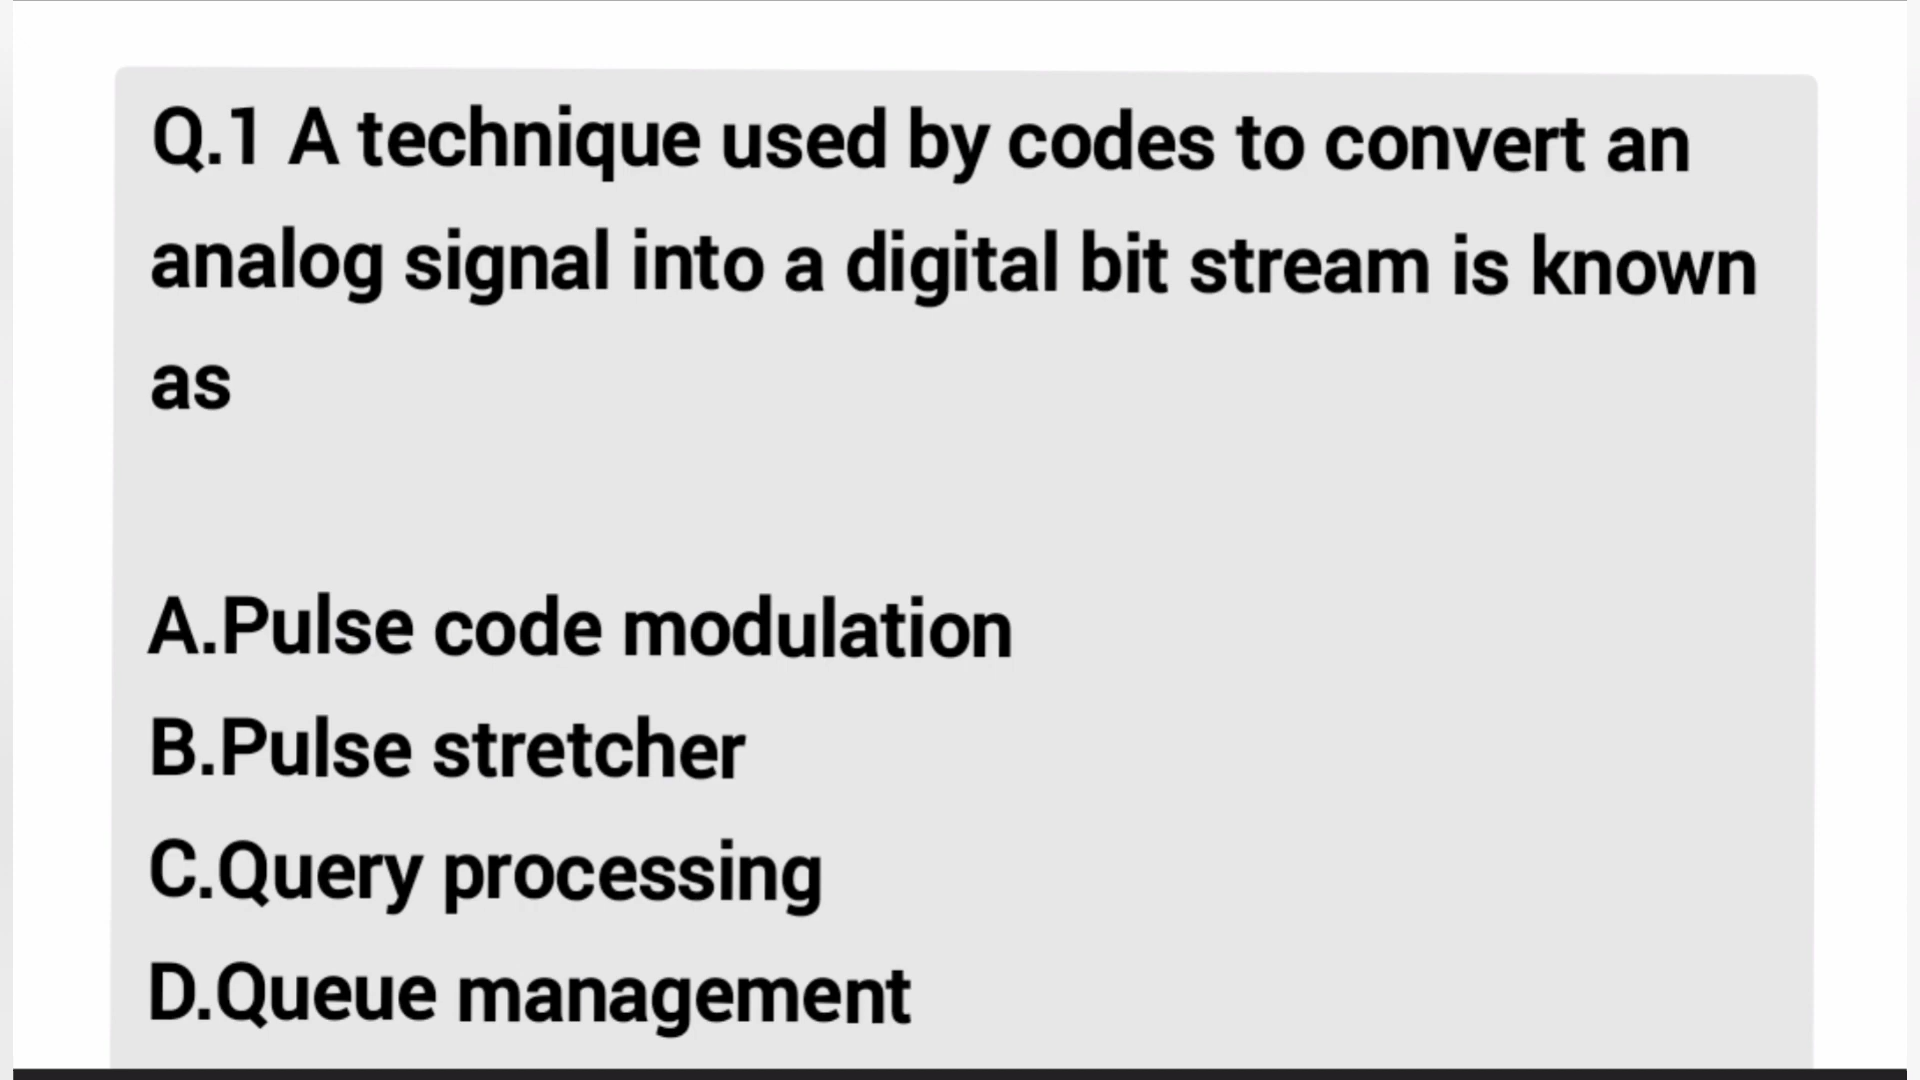 Q.1 A technique used by codes to convert an
analog signal into a digital bit stream is known
as
A.Pulse code modulation
B.Pulse stretcher
C.Query processing
D.Queue management